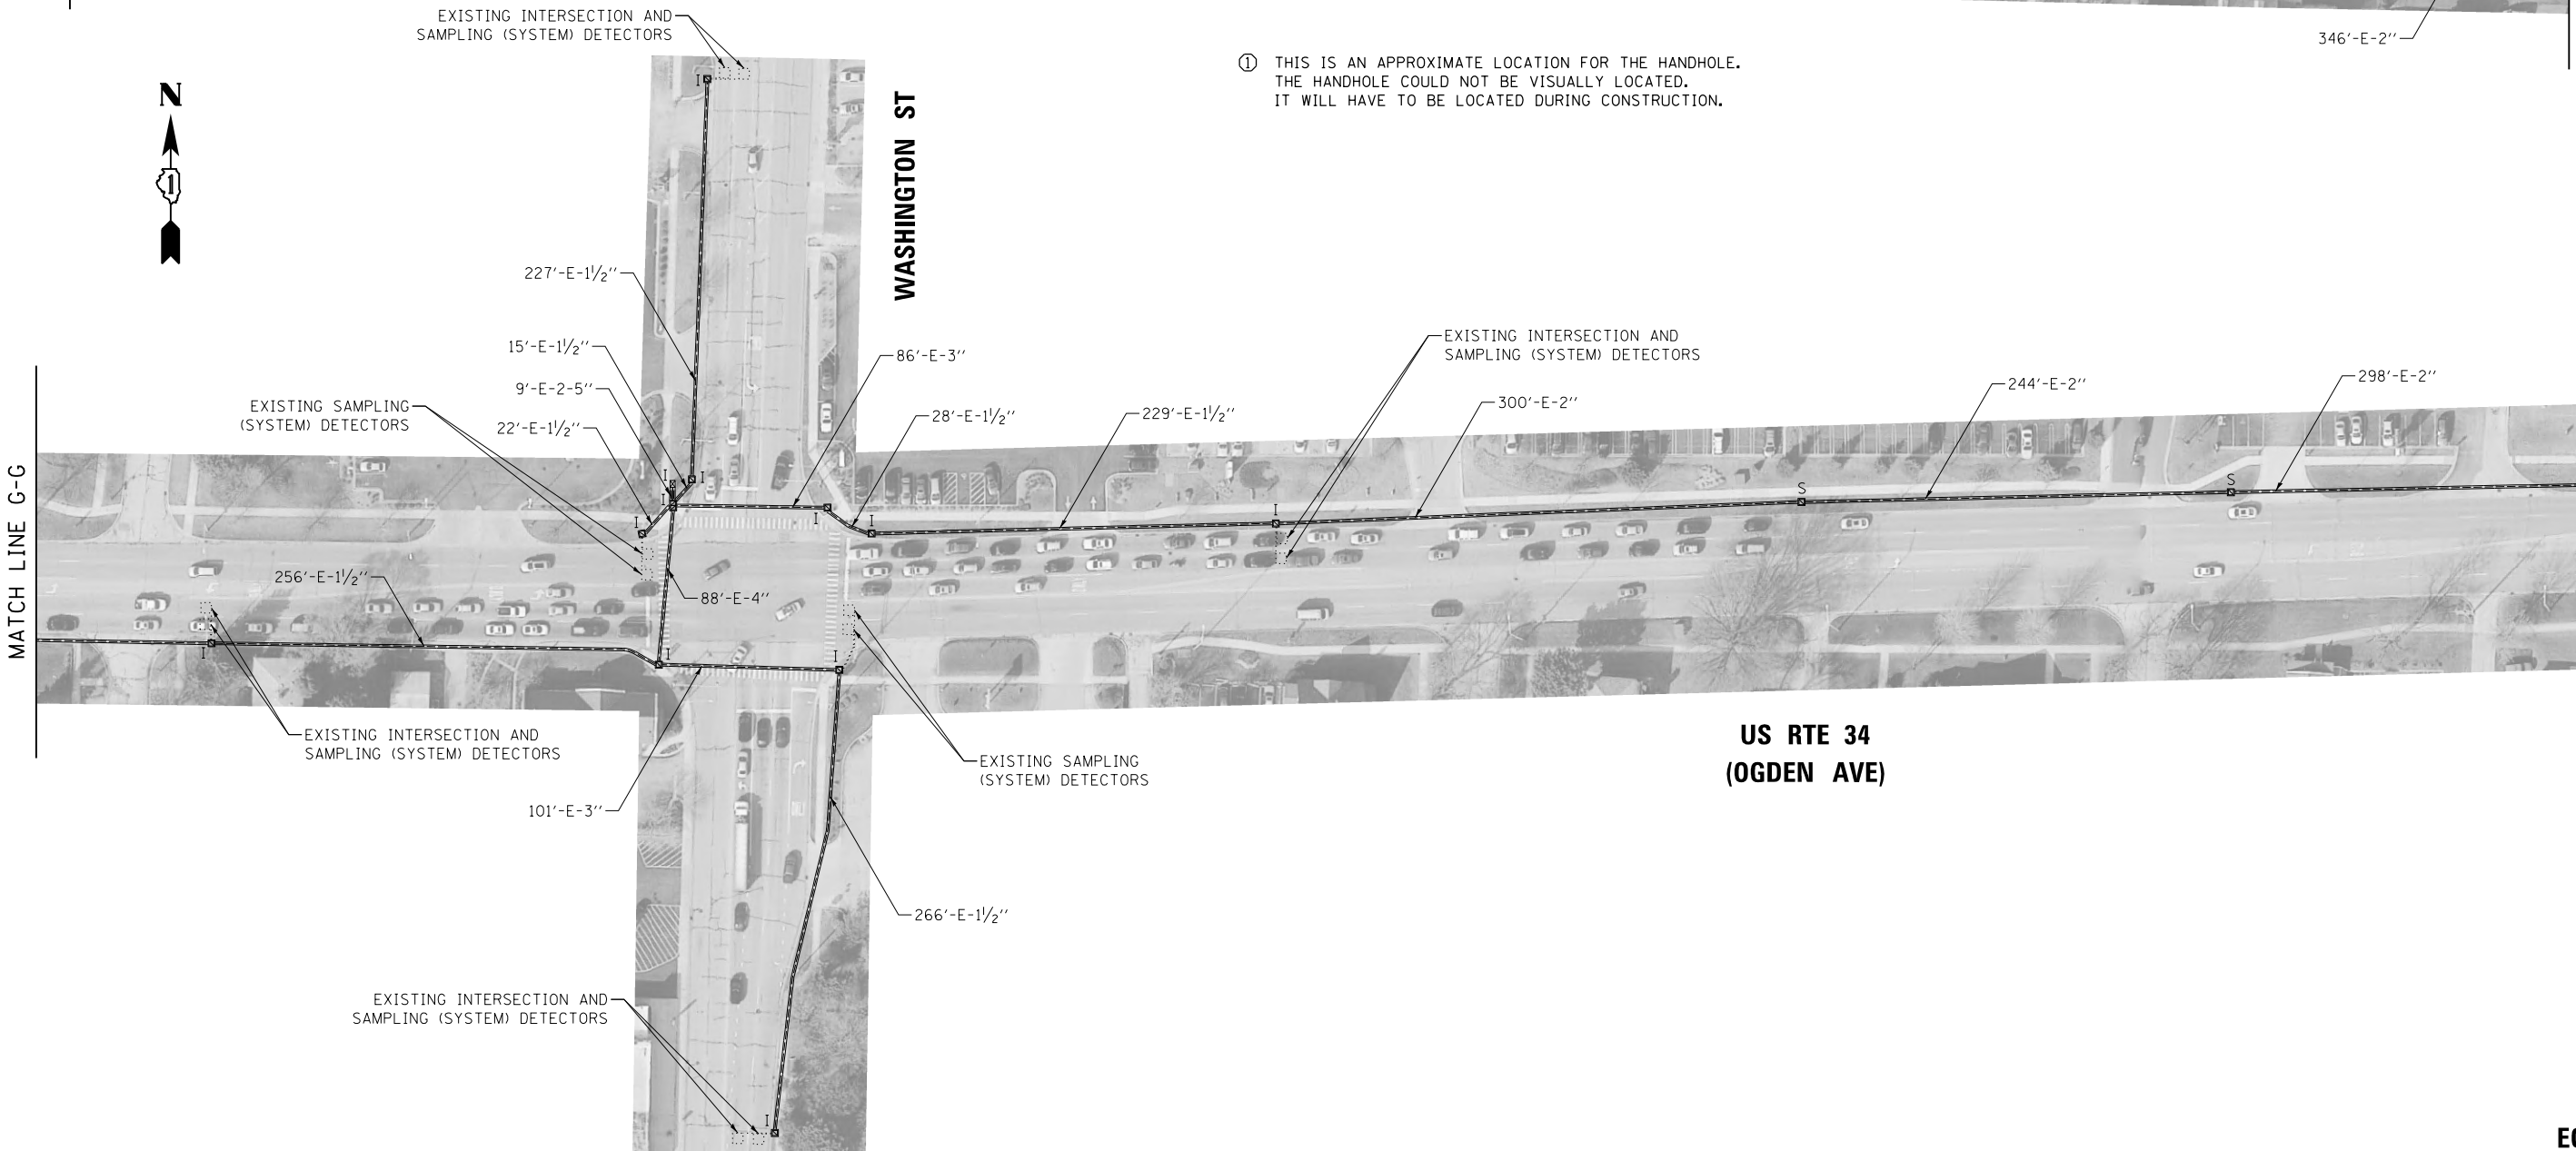 EXISTING INTERSECTION AND
SAMPLING (SYSTEM) DETECTORS
346'-E-2''
① THIS IS AN APPROXIMATE LOCATION FOR THE HANDHOLE.
THE HANDHOLE COULD NOT BE VISUALLY LOCATED.
IT WILL HAVE TO BE LOCATED DURING CONSTRUCTION.
N
1
I
WASHINGTON ST
227'-E-1½''
15'-E-1½''
9'-E-2-5''
22'-E-1½''
EXISTING SAMPLING
(SYSTEM) DETECTORS
86'-E-3''
28'-E-1½''
229'-E-1½''
EXISTING INTERSECTION AND
SAMPLING (SYSTEM) DETECTORS
300'-E-2''
244'-E-2''
298'-E-2''
I
I
I
I
I
I
I
S
S
MATCH LINE G-G
256'-E-1½''
88'-E-4''
I
I
I
EXISTING INTERSECTION AND
SAMPLING (SYSTEM) DETECTORS
EXISTING SAMPLING
(SYSTEM) DETECTORS
US RTE 34
(OGDEN AVE)
101'-E-3''
266'-E-1½''
EXISTING INTERSECTION AND
SAMPLING (SYSTEM) DETECTORS
I